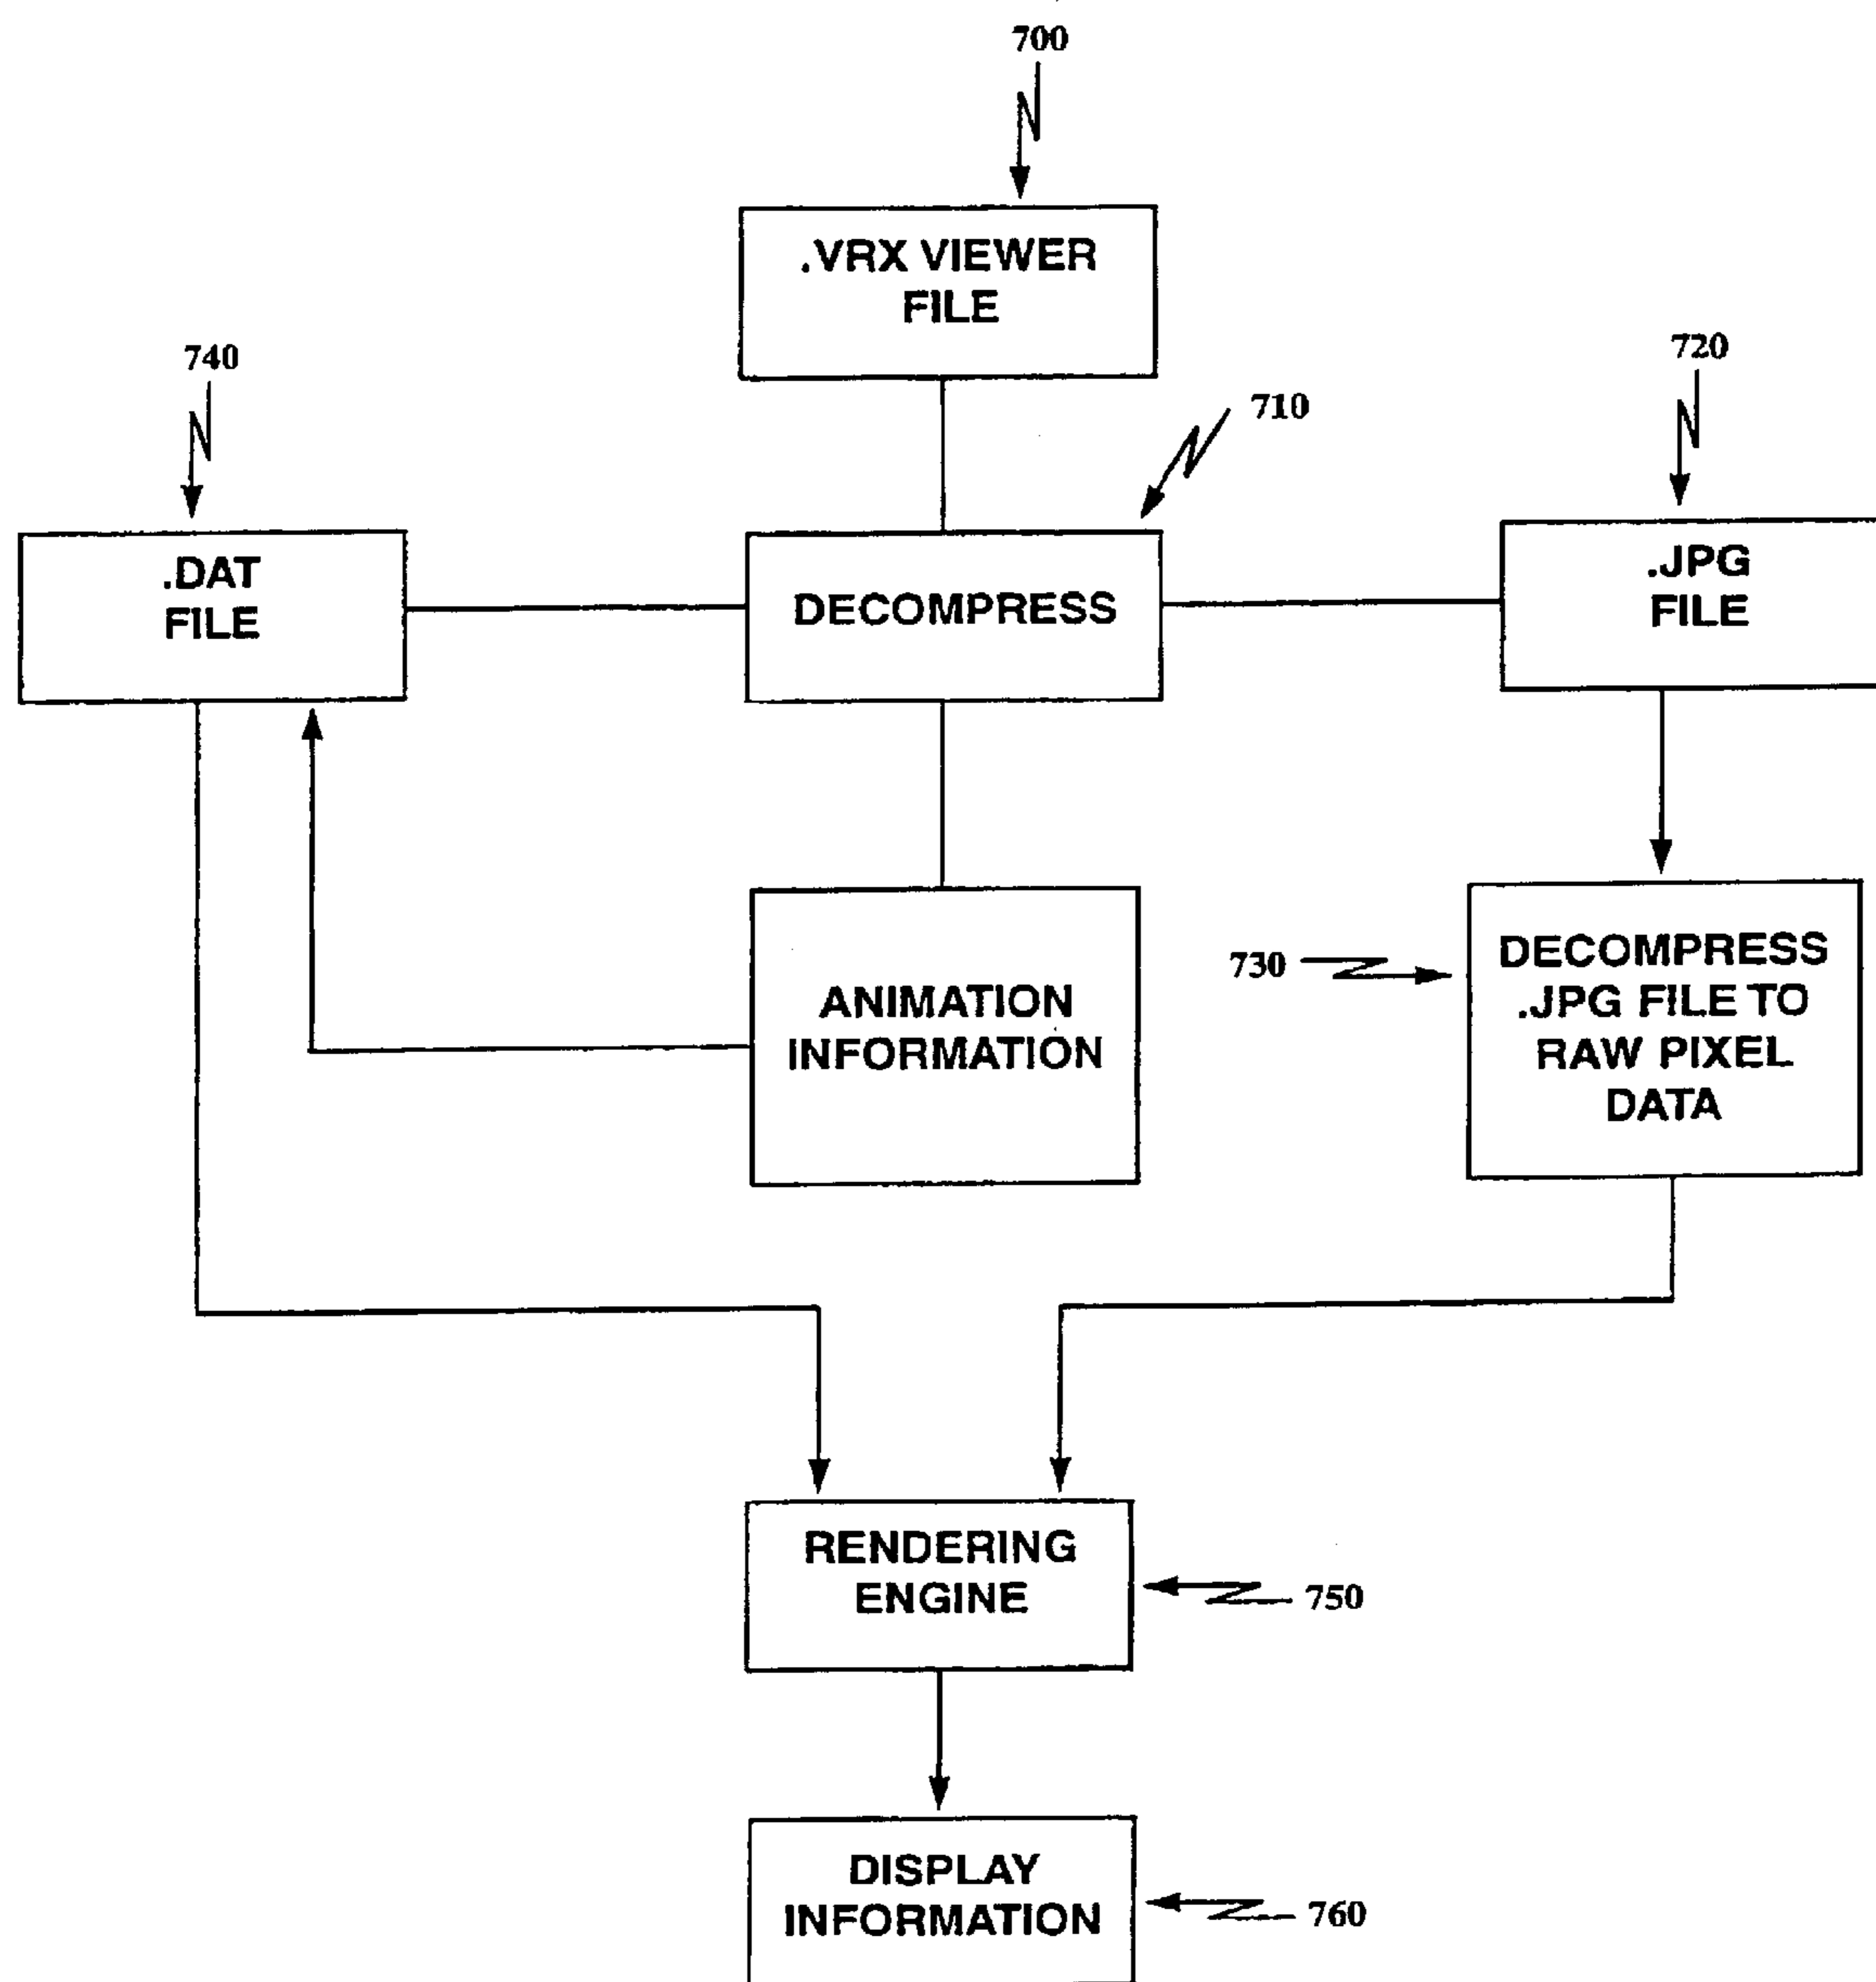 700
.VRX VIEWER
FILE
740
720
710
.DAT
FILE
DECOMPRESS
.JPG
FILE
730
ANIMATION
INFORMATION
DECOMPRESS
.JPG FILE TO
RAW PIXEL
DATA
RENDERING
ENGINE
750
DISPLAY
INFORMATION
760